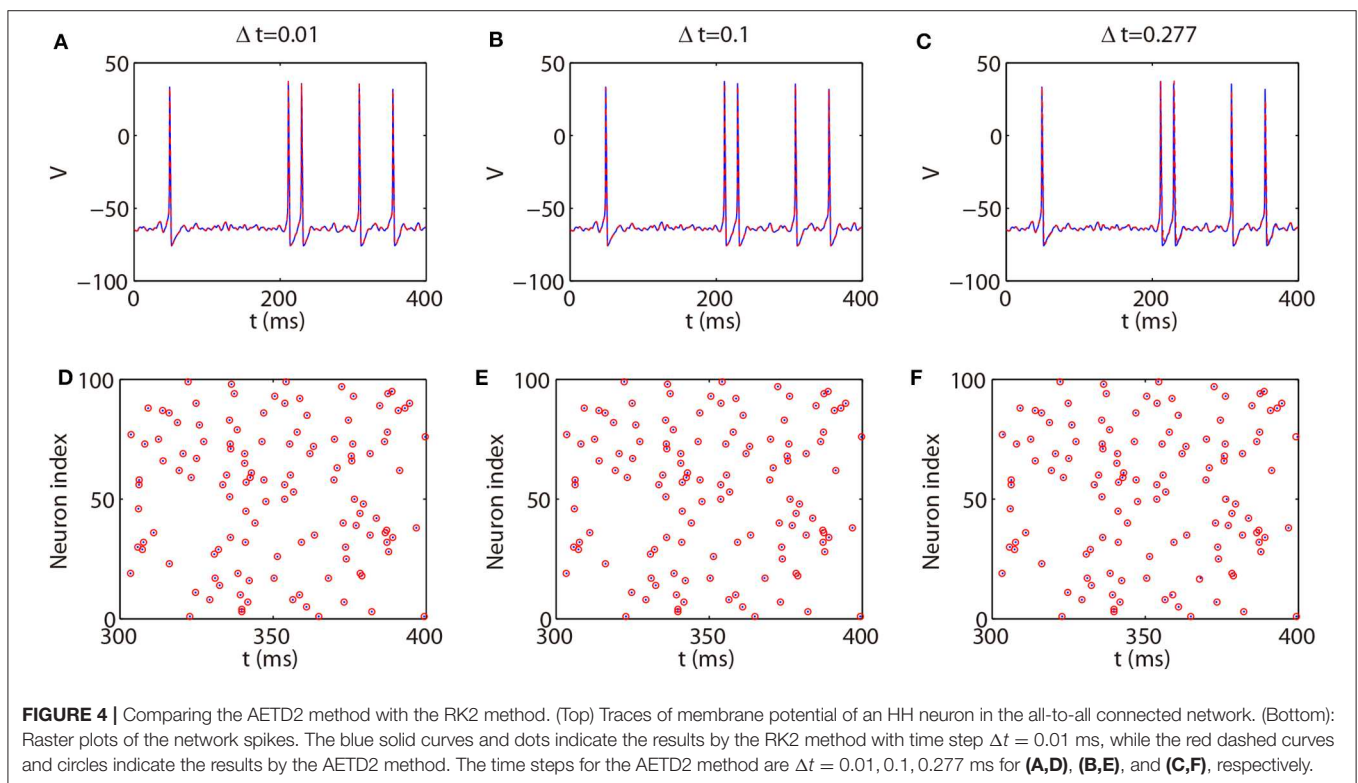 A
Δ t=0.01
50
0
−50
−100
V
0
200
400
t (ms)
B
Δ t=0.1
50
0
−50
−100
V
0
200
400
t (ms)
C
Δ t=0.277
50
0
−50
−100
V
0
200
400
t (ms)
D
100
50
0
Neuron index
300
350
400
t (ms)
E
100
50
0
Neuron index
300
350
400
t (ms)
F
100
50
0
Neuron index
300
350
400
t (ms)
FIGURE 4 | Comparing the AETD2 method with the RK2 method. (Top) Traces of membrane potential of an HH neuron in the all-to-all connected network. (Bottom):
Raster plots of the network spikes. The blue solid curves and dots indicate the results by the RK2 method with time step Δt = 0.01 ms, while the red dashed curves
and circles indicate the results by the AETD2 method. The time steps for the AETD2 method are Δt = 0.01, 0.1, 0.277 ms for (A,D), (B,E), and (C,F), respectively.